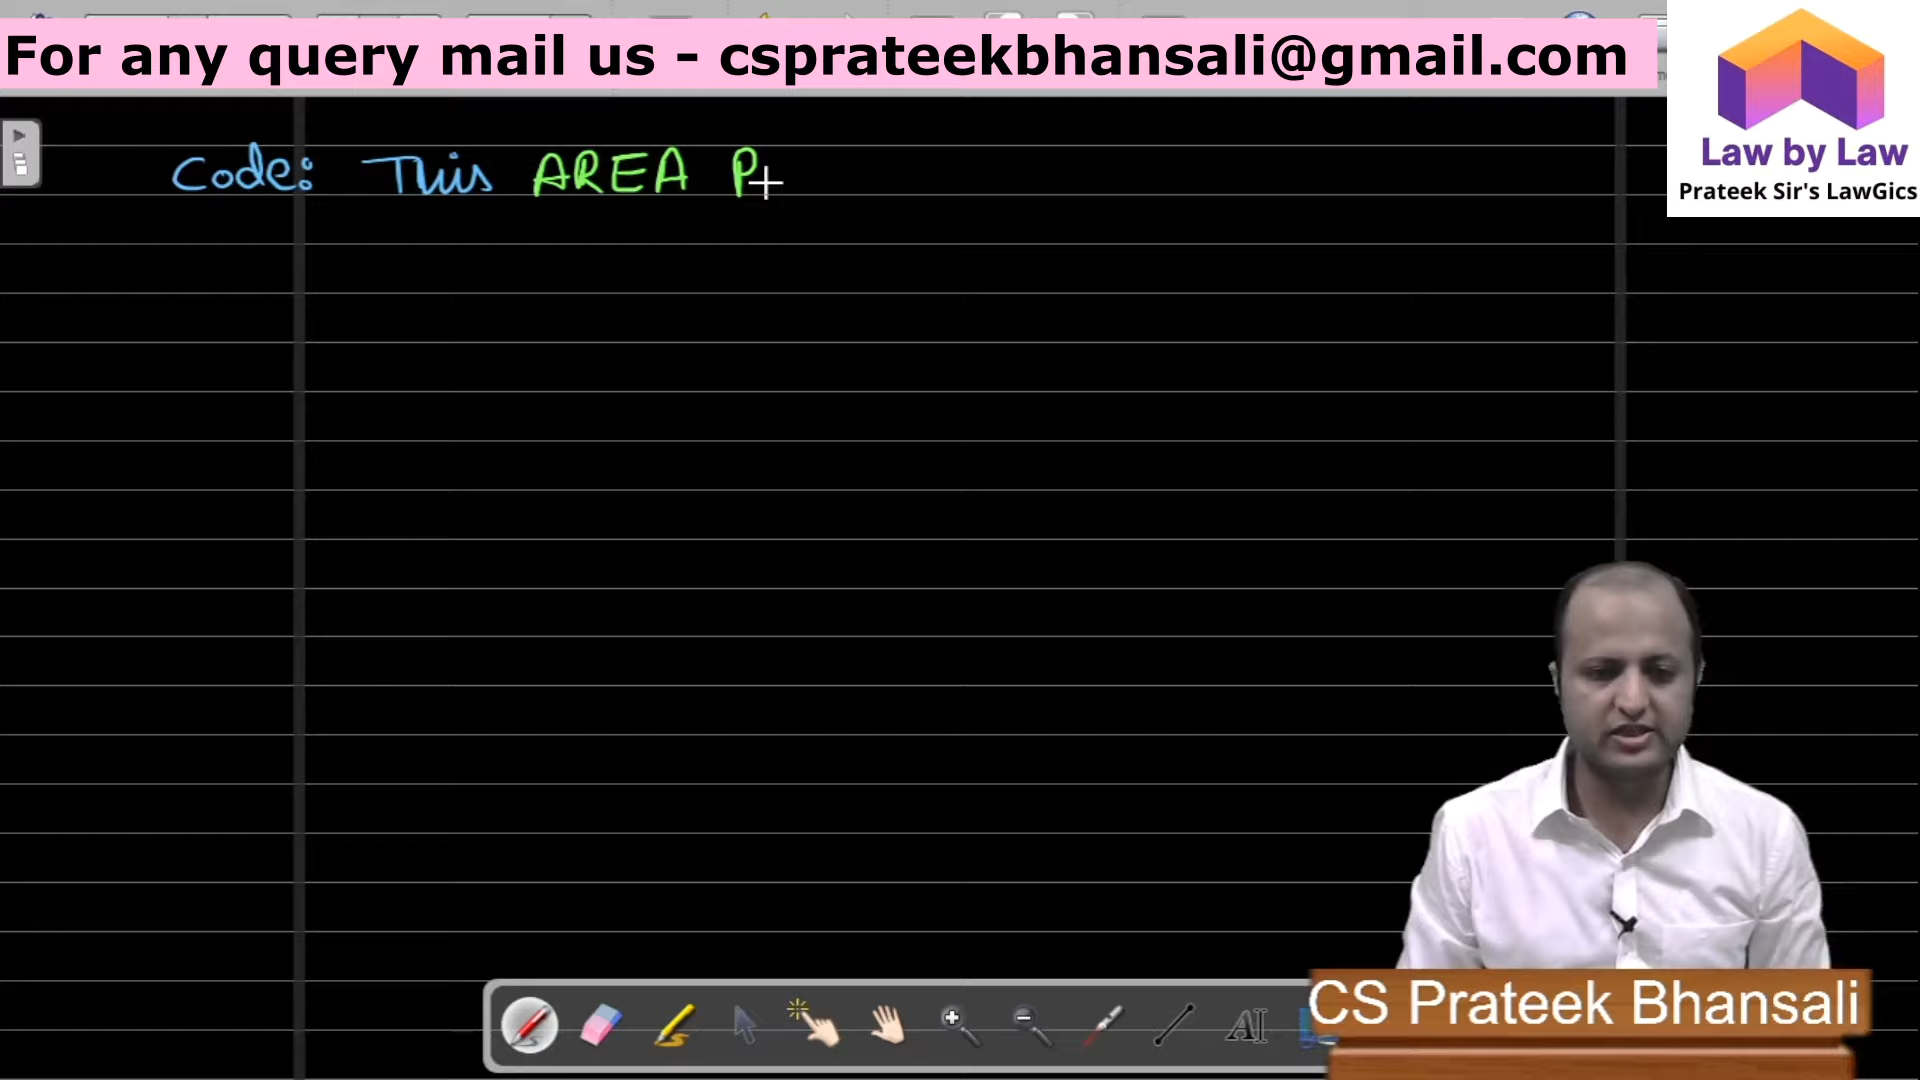 For any query mail us - csprateekbhansali@gmail.com
Law by Law
Prateek Sir's LawGics
Code: This AREA P
AI
CS Prateek Bhansali